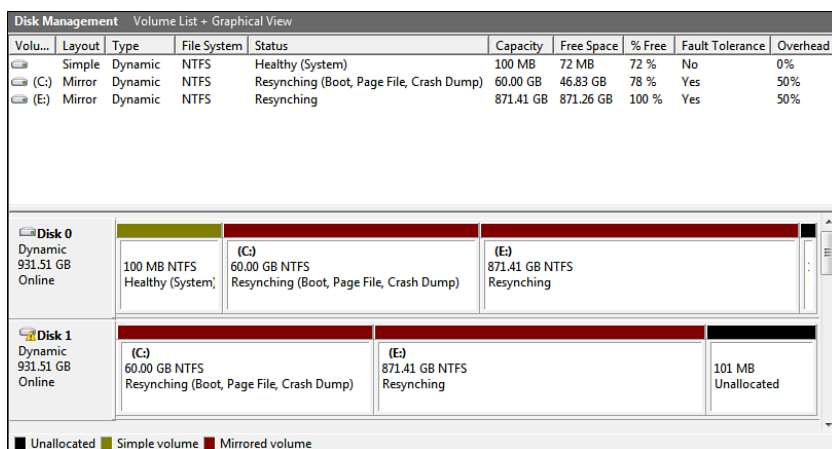 Disk Management Volume List + Graphical View
Volu... Layout Type File System Status Capacity Free Space % Free Fault Tolerance Overhead
Simple Dynamic NTFS Healthy (System) 100 MB 72 MB 72 % No 0%
(C:) Mirror Dynamic NTFS Resynching (Boot, Page File, Crash Dump) 60.00 GB 46.83 GB 78 % Yes 50%
(E:) Mirror Dynamic NTFS Resynching 871.41 GB 871.26 GB 100 % Yes 50%
Disk 0
Dynamic
931.51 GB
Online
100 MB NTFS
Healthy (System)
(C:)
60.00 GB NTFS
Resynching (Boot, Page File, Crash Dump)
(E:)
871.41 GB NTFS
Resynching
Disk 1
Dynamic
931.51 GB
Online
(C:)
60.00 GB NTFS
Resynching (Boot, Page File, Crash Dump)
(E:)
871.41 GB NTFS
Resynching
101 MB
Unallocated
Unallocated Simple volume Mirrored volume